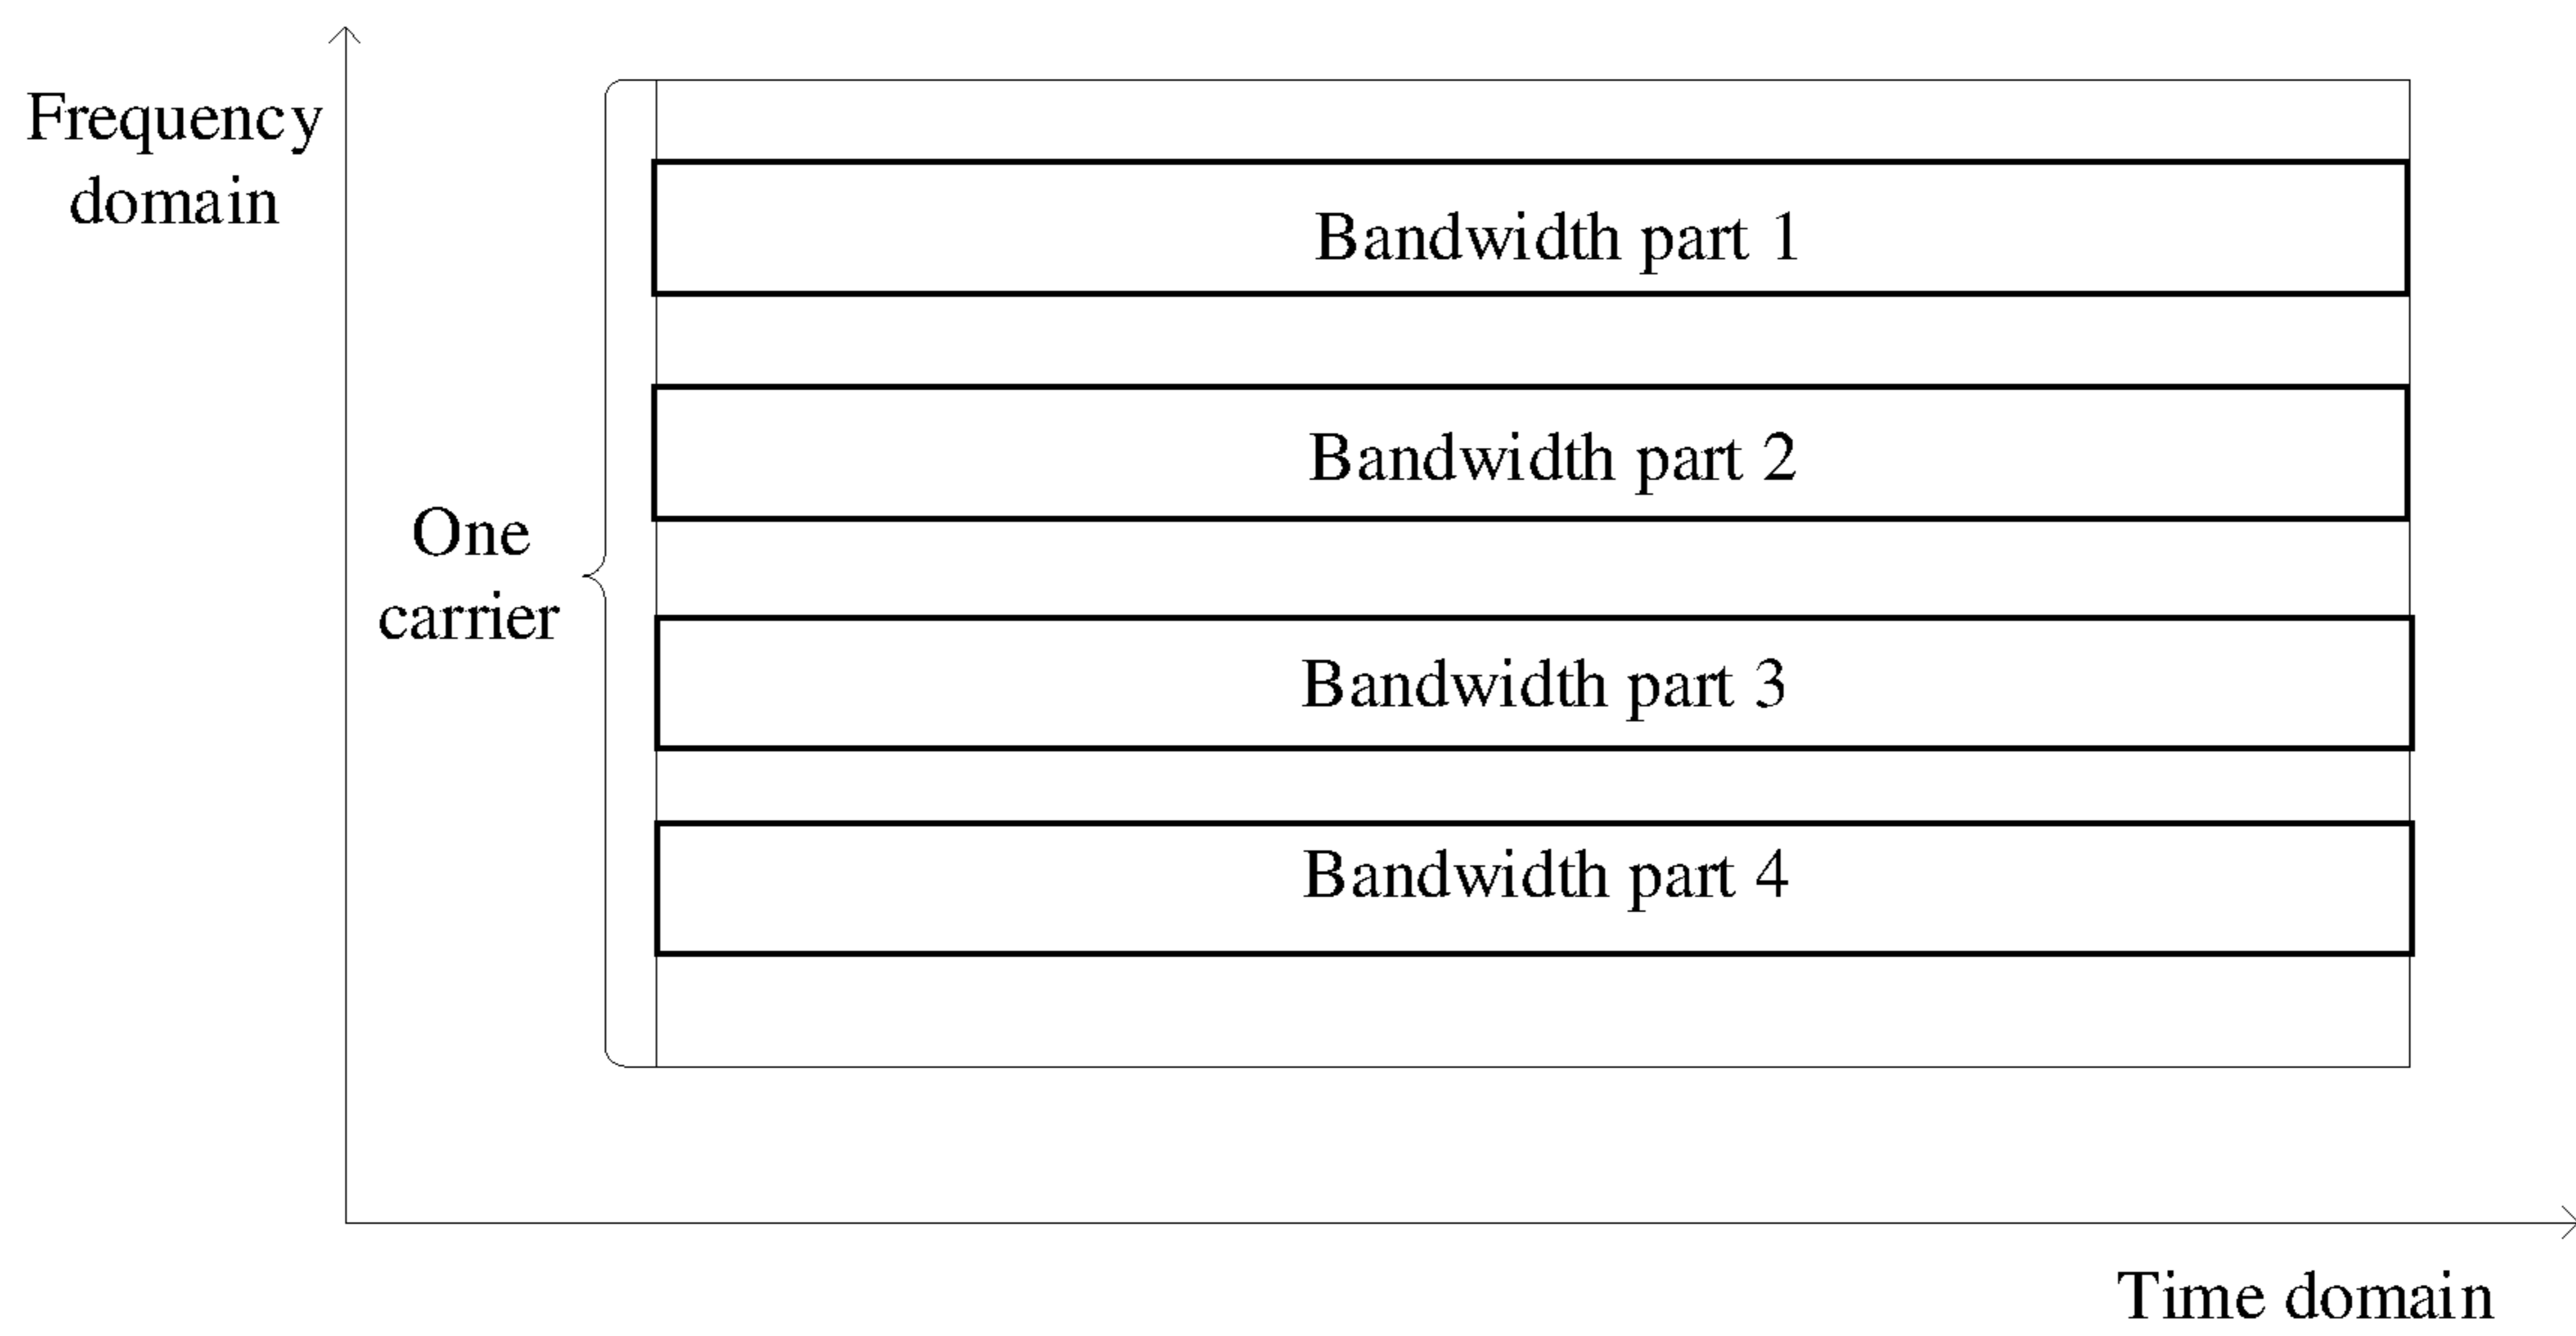 Frequency
domain
Bandwidth part 1
Bandwidth part 2
One
carrier
Bandwidth part 3
Bandwidth part 4
Time domain